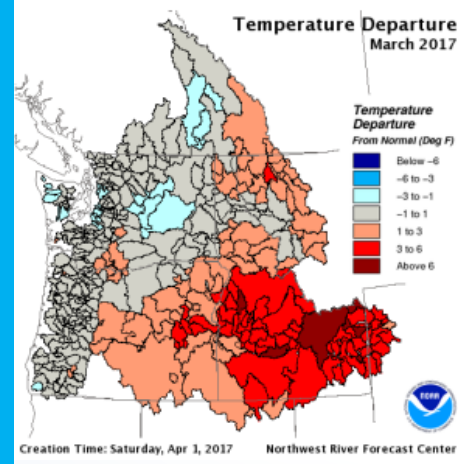 Temperature Departure
March 2017
Temperature
Departure
From Normal (Deg F)
Below -6
-6 to -3
-3 to -1
-1 to 1
1 to 3
3 to 6
Above 6
NOAA
Creation Time: Saturday, Apr 1, 2017 Northwest River Forecast Center